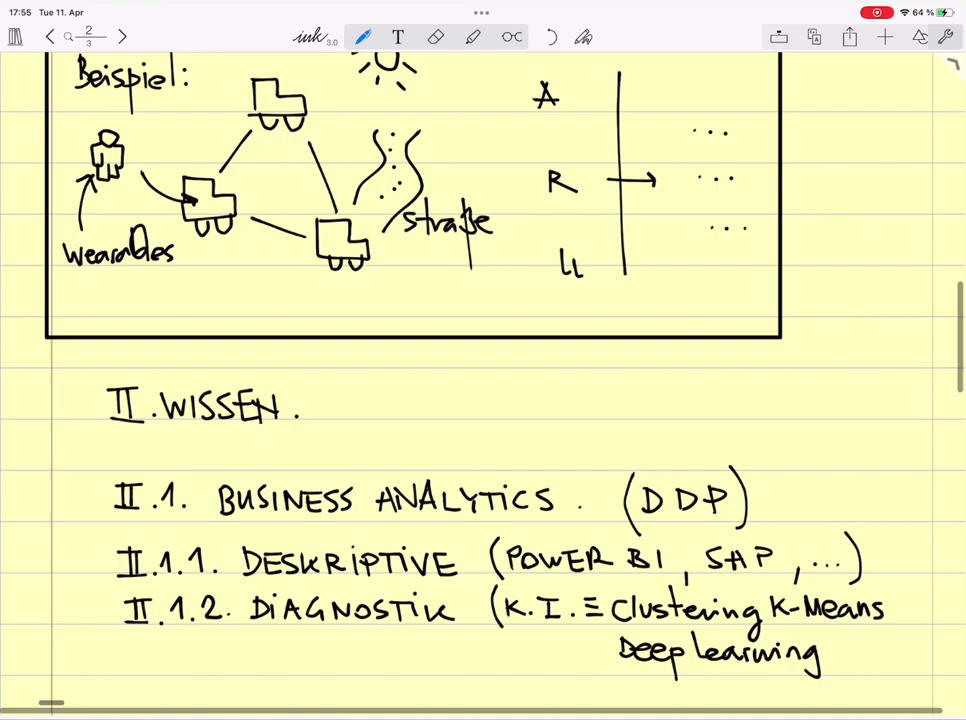 17:55 Tue 11. Apr
64 %
2
3
ink 3.0
T
Beispiel:
A
R
straße
wearables
II. WISSEN.
II.1. BUSINESS ANALYTICS. (DDP)
II.1.1. DESKRiPTiVE (POWER BI, SAP, ...)
II.1.2. DiAGNOSTiK (K.I. ≡ Clustering K-Means
Deep learning